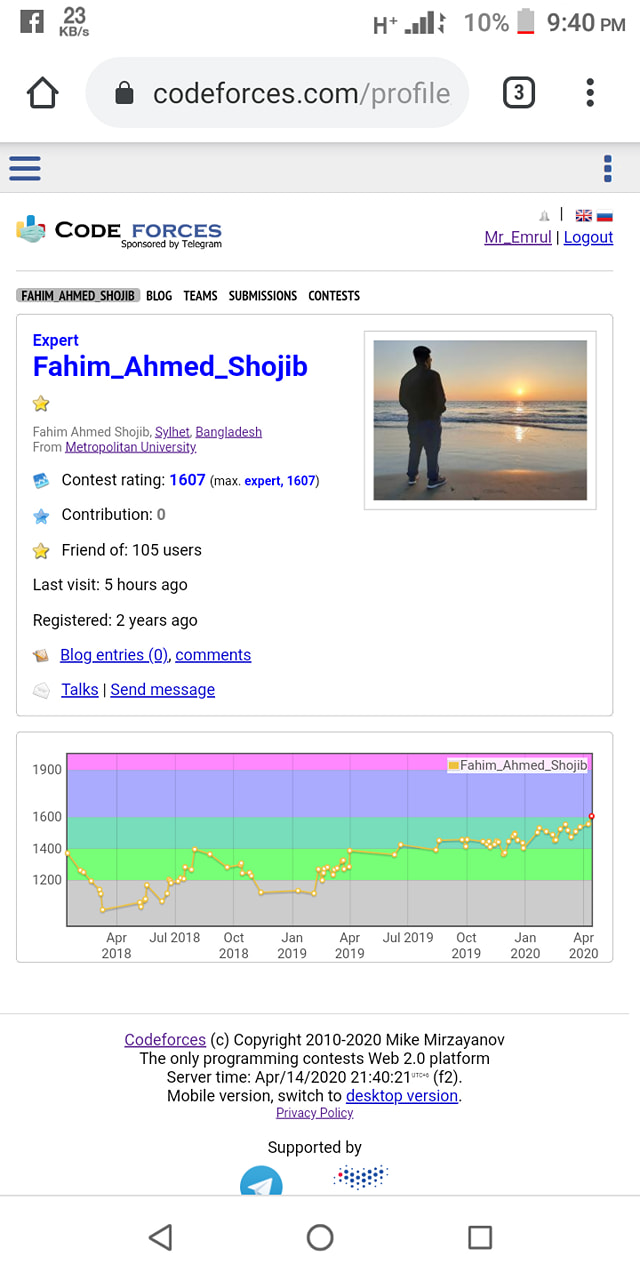 23
KB/s
H+
10%
9:40 PM
codeforces.com/profile
3
CODE FORCES
Sponsored by Telegram
|
Mr_Emrul | Logout
FAHIM_AHMED_SHOJIB BLOG TEAMS SUBMISSIONS CONTESTS
Expert
Fahim_Ahmed_Shojib
Fahim Ahmed Shojib, Sylhet, Bangladesh
From Metropolitan University
Contest rating: 1607 (max. expert, 1607)
Contribution: 0
Friend of: 105 users
Last visit: 5 hours ago
Registered: 2 years ago
Blog entries (0), comments
Talks | Send message
Fahim_Ahmed_Shojib
1900
1600
1400
1200
Apr 2018
Jul 2018
Oct 2018
Jan 2019
Apr 2019
Jul 2019
Oct 2019
Jan 2020
Apr 2020
Codeforces (c) Copyright 2010-2020 Mike Mirzayanov
The only programming contests Web 2.0 platform
Server time: Apr/14/2020 21:40:21 UTC+6 (f2).
Mobile version, switch to desktop version.
Privacy Policy
Supported by